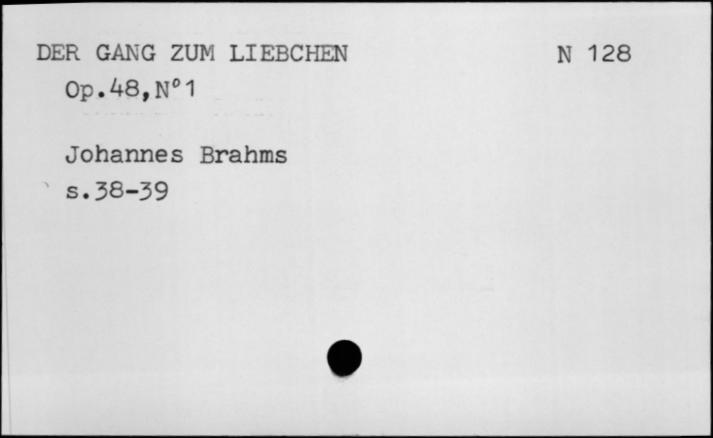 DER GANG ZUM LIEBCHEN N 128
Op.48,N°1
Johannes Brahms
s.38-39